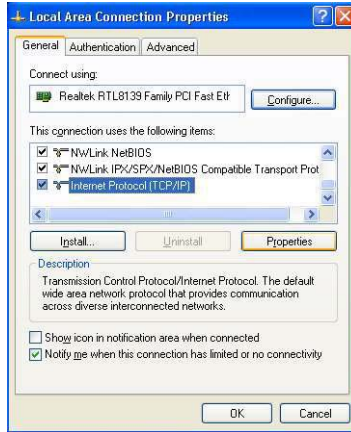 Local Area Connection Properties
General Authentication Advanced
Connect using:
Realtek RTL8139 Family PCI Fast Eth
Configure...
This connection uses the following items:
NWLink NetBIOS
NWLink IPX/SPX/NetBIOS Compatible Transport Prot
Internet Protocol (TCP/IP)
Install... Uninstall Properties
Description
Transmission Control Protocol/Internet Protocol. The default
wide area network protocol that provides communication
across diverse interconnected networks.
Show icon in notification area when connected
Notify me when this connection has limited or no connectivity
OK Cancel